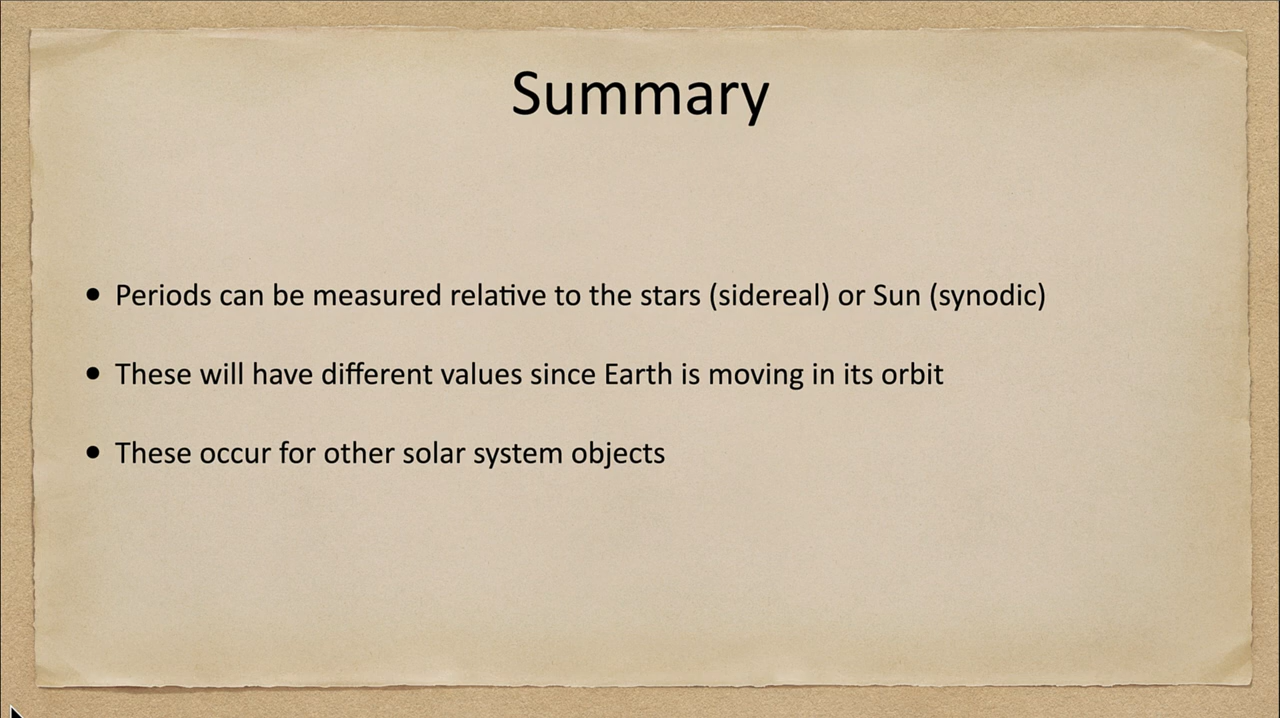 Summary
• Periods can be measured relative to the stars (sidereal) or Sun (synodic)
• These will have different values since Earth is moving in its orbit
• These occur for other solar system objects